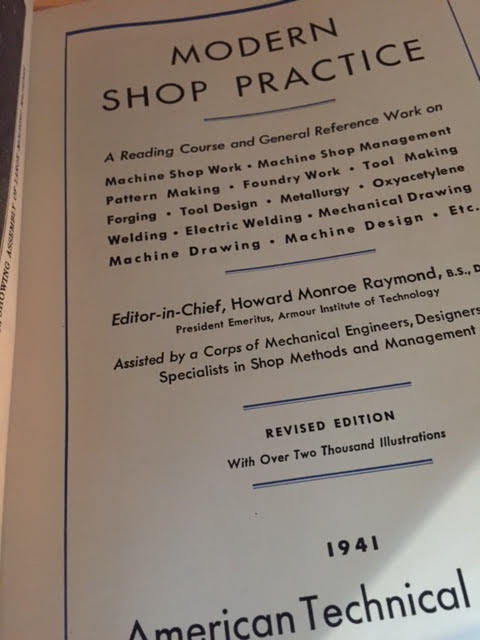 MODERN
SHOP PRACTICE
A Reading Course and General Reference Work on
Machine Shop Work • Machine Shop Management
Pattern Making • Foundry Work • Tool Making
Forging • Tool Design • Metallurgy • Oxyacetylene
Welding • Electric Welding • Mechanical Drawing
Machine Drawing • Machine Design • Etc.
Editor-in-Chief, Howard Monroe Raymond, B.S., D
President Emeritus, Armour Institute of Technology
Assisted by a Corps of Mechanical Engineers, Designers
Specialists in Shop Methods and Management
REVISED EDITION
With Over Two Thousand Illustrations
1941
American Technical
SHOWING ASSEMBLY OF